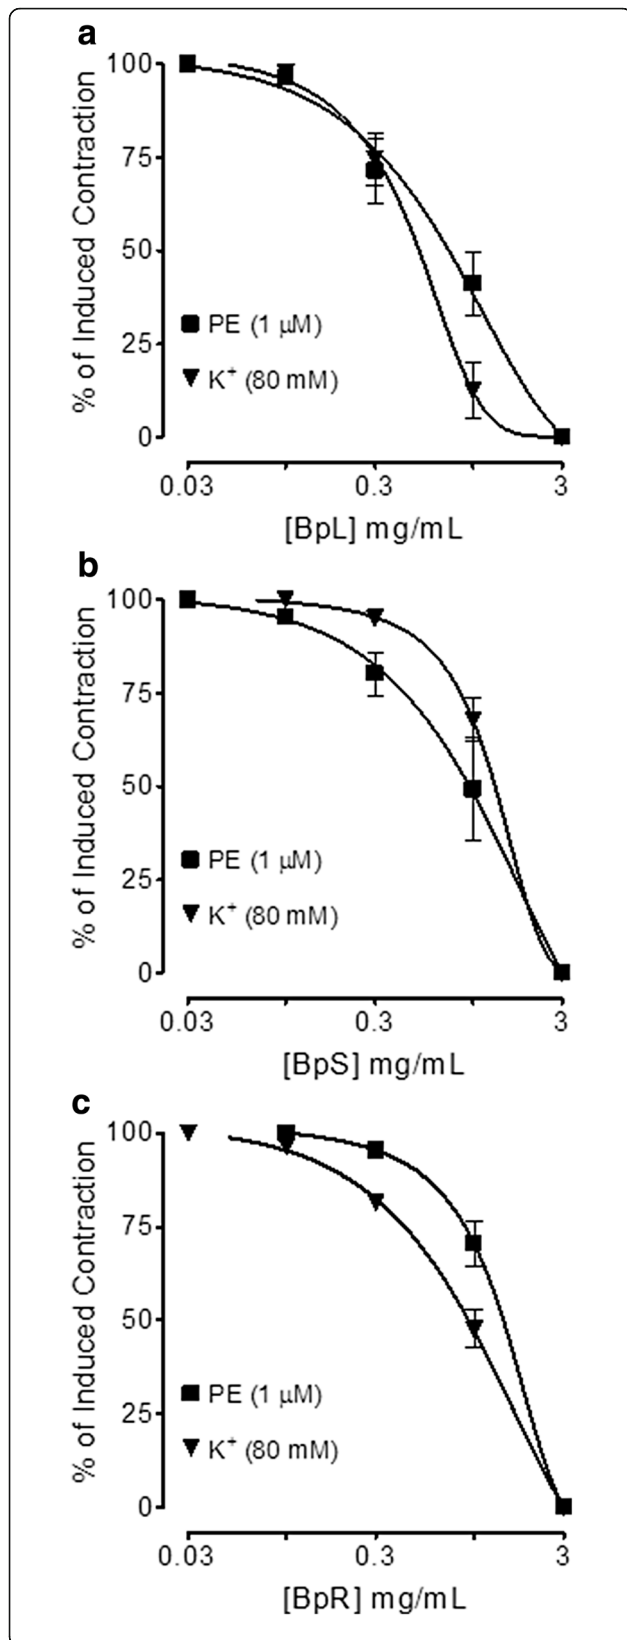 a
% of Induced Contraction
100
75
50
25
0
PE (1 µM)
K⁺ (80 mM)
0.03 0.3 3
[BpL] mg/mL
b
% of Induced Contraction
100
75
50
25
0
PE (1 µM)
K⁺ (80 mM)
0.03 0.3 3
[BpS] mg/mL
c
% of Induced Contraction
100
75
50
25
0
PE (1 µM)
K⁺ (80 mM)
0.03 0.3 3
[BpR] mg/mL